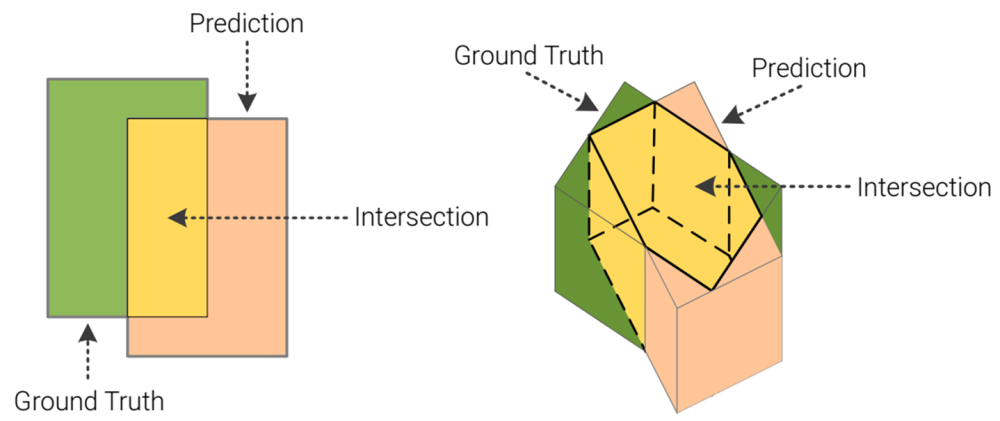 Prediction
Intersection
Ground Truth
Ground Truth
Prediction
Intersection